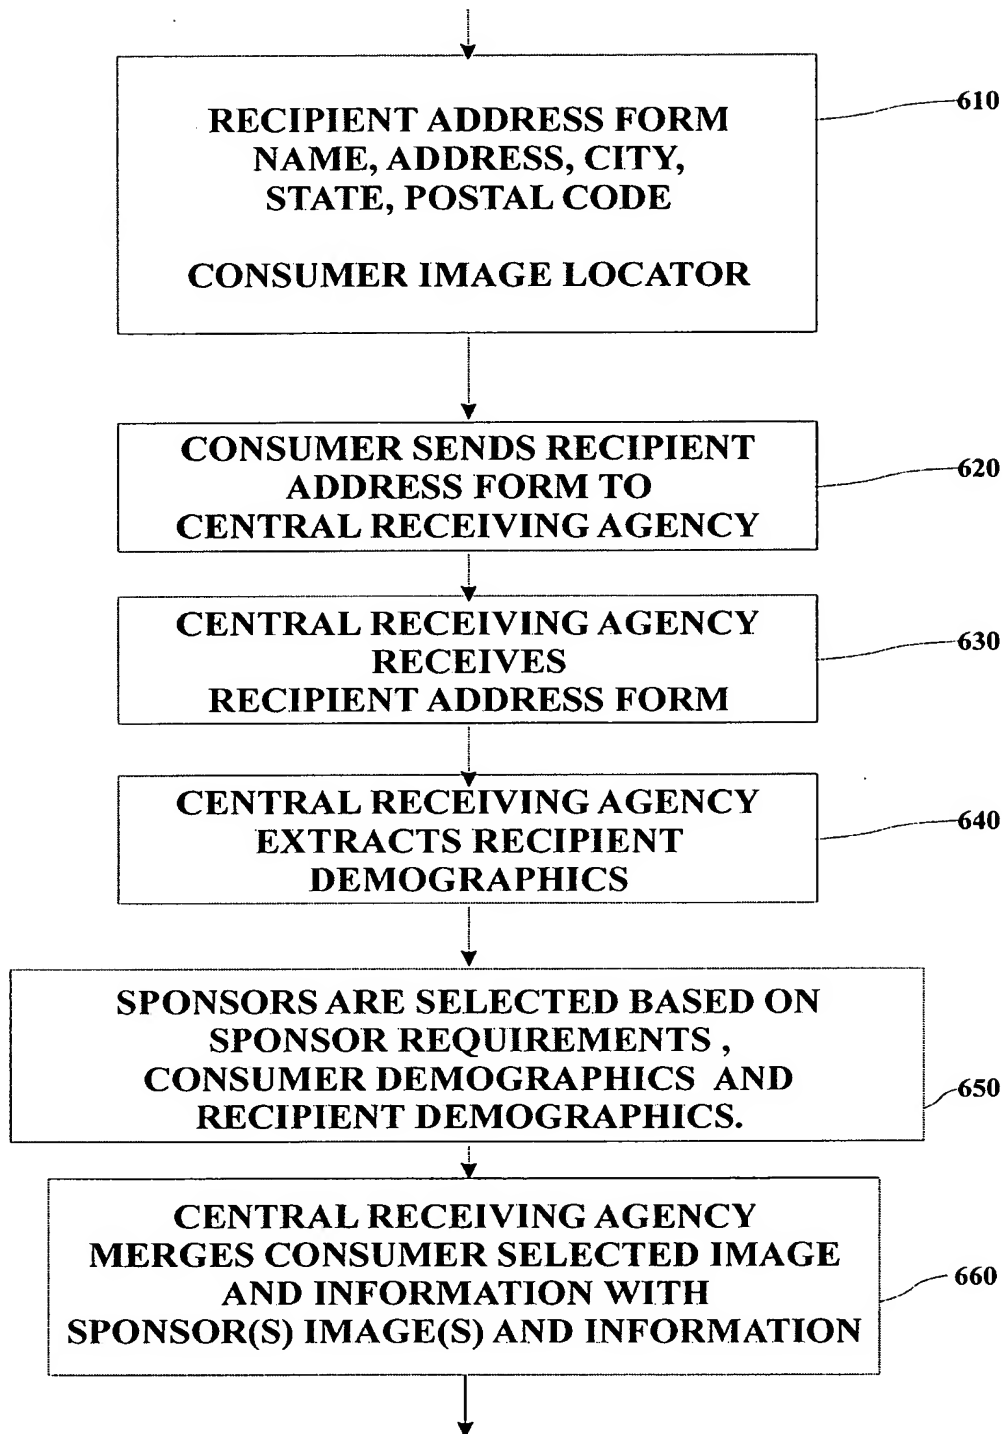 610
RECIPIENT ADDRESS FORM
NAME, ADDRESS, CITY,
STATE, POSTAL CODE
CONSUMER IMAGE LOCATOR
CONSUMER SENDS RECIPIENT
ADDRESS FORM TO
CENTRAL RECEIVING AGENCY
620
CENTRAL RECEIVING AGENCY
RECEIVES
RECIPIENT ADDRESS FORM
630
CENTRAL RECEIVING AGENCY
EXTRACTS RECIPIENT
DEMOGRAPHICS
640
SPONSORS ARE SELECTED BASED ON
SPONSOR REQUIREMENTS ,
CONSUMER DEMOGRAPHICS AND
RECIPIENT DEMOGRAPHICS.
650
CENTRAL RECEIVING AGENCY
MERGES CONSUMER SELECTED IMAGE
AND INFORMATION WITH
SPONSOR(S) IMAGE(S) AND INFORMATION
660